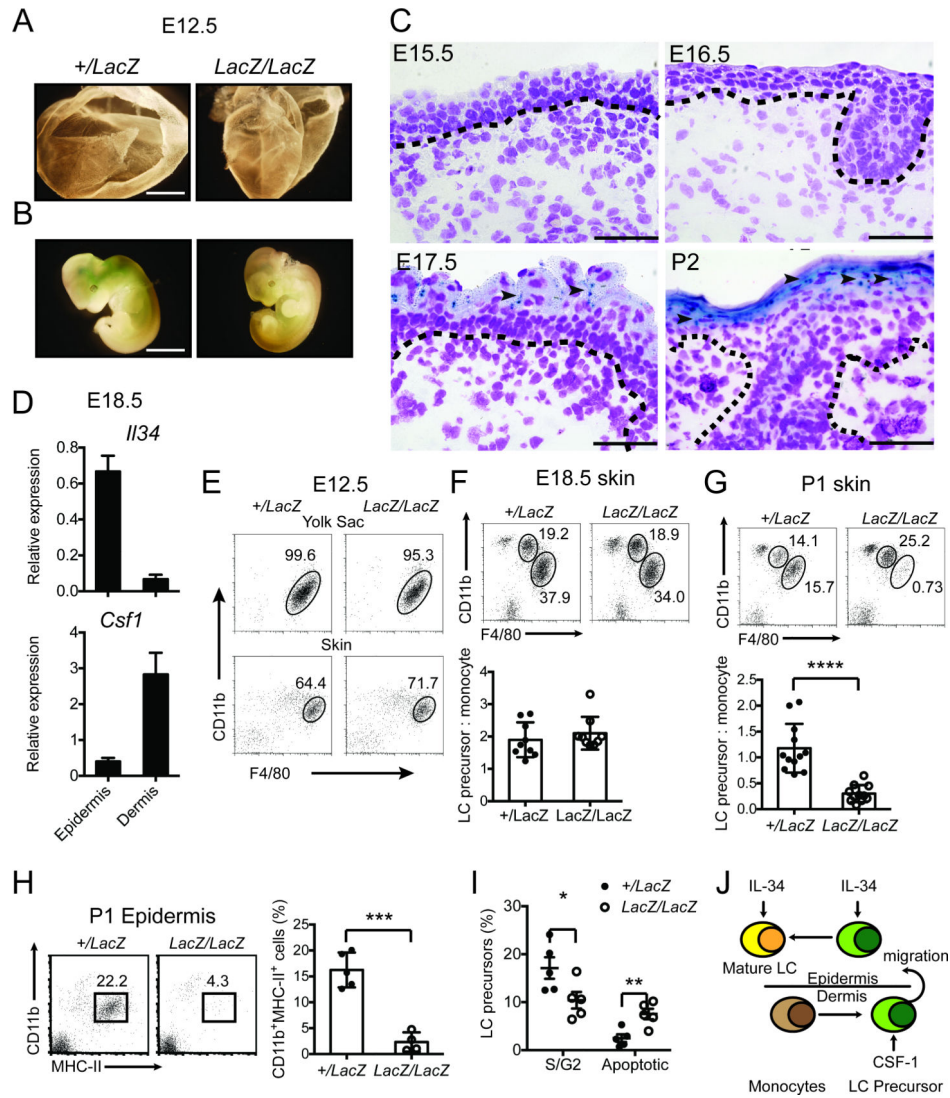 A
E12.5
+/LacZ
LacZ/LacZ
B
C
E15.5
E16.5
E17.5
P2
D
E18.5
Il34
Relative expression
0.8
0.6
0.4
0.2
0.0
Csf1
Relative expression
4
3
2
1
0
Epidermis
Dermis
E
E12.5
+/LacZ
LacZ/LacZ
Yolk Sac
99.6
95.3
Skin
64.4
71.7
CD11b
F4/80
F
E18.5 skin
+/LacZ
LacZ/LacZ
19.2
18.9
37.9
34.0
CD11b
F4/80
LC precursor : monocyte
4
3
2
1
0
+/LacZ
LacZ/LacZ
G
P1 skin
+/LacZ
LacZ/LacZ
14.1
25.2
15.7
0.73
CD11b
F4/80
LC precursor : monocyte
2.5
2.0
1.5
1.0
0.5
0.0
****
+/LacZ
LacZ/LacZ
H
P1 Epidermis
+/LacZ
LacZ/LacZ
22.2
4.3
CD11b
MHC-II
CD11b+MHC-II+ cells (%)
25
20
15
10
5
0
***
+/LacZ
LacZ/LacZ
I
+/LacZ
LacZ/LacZ
LC precursors (%)
30
20
10
0
*
**
S/G2
Apoptotic
J
IL-34
IL-34
Mature LC
migration
Epidermis
Dermis
CSF-1
Monocytes
LC Precursor